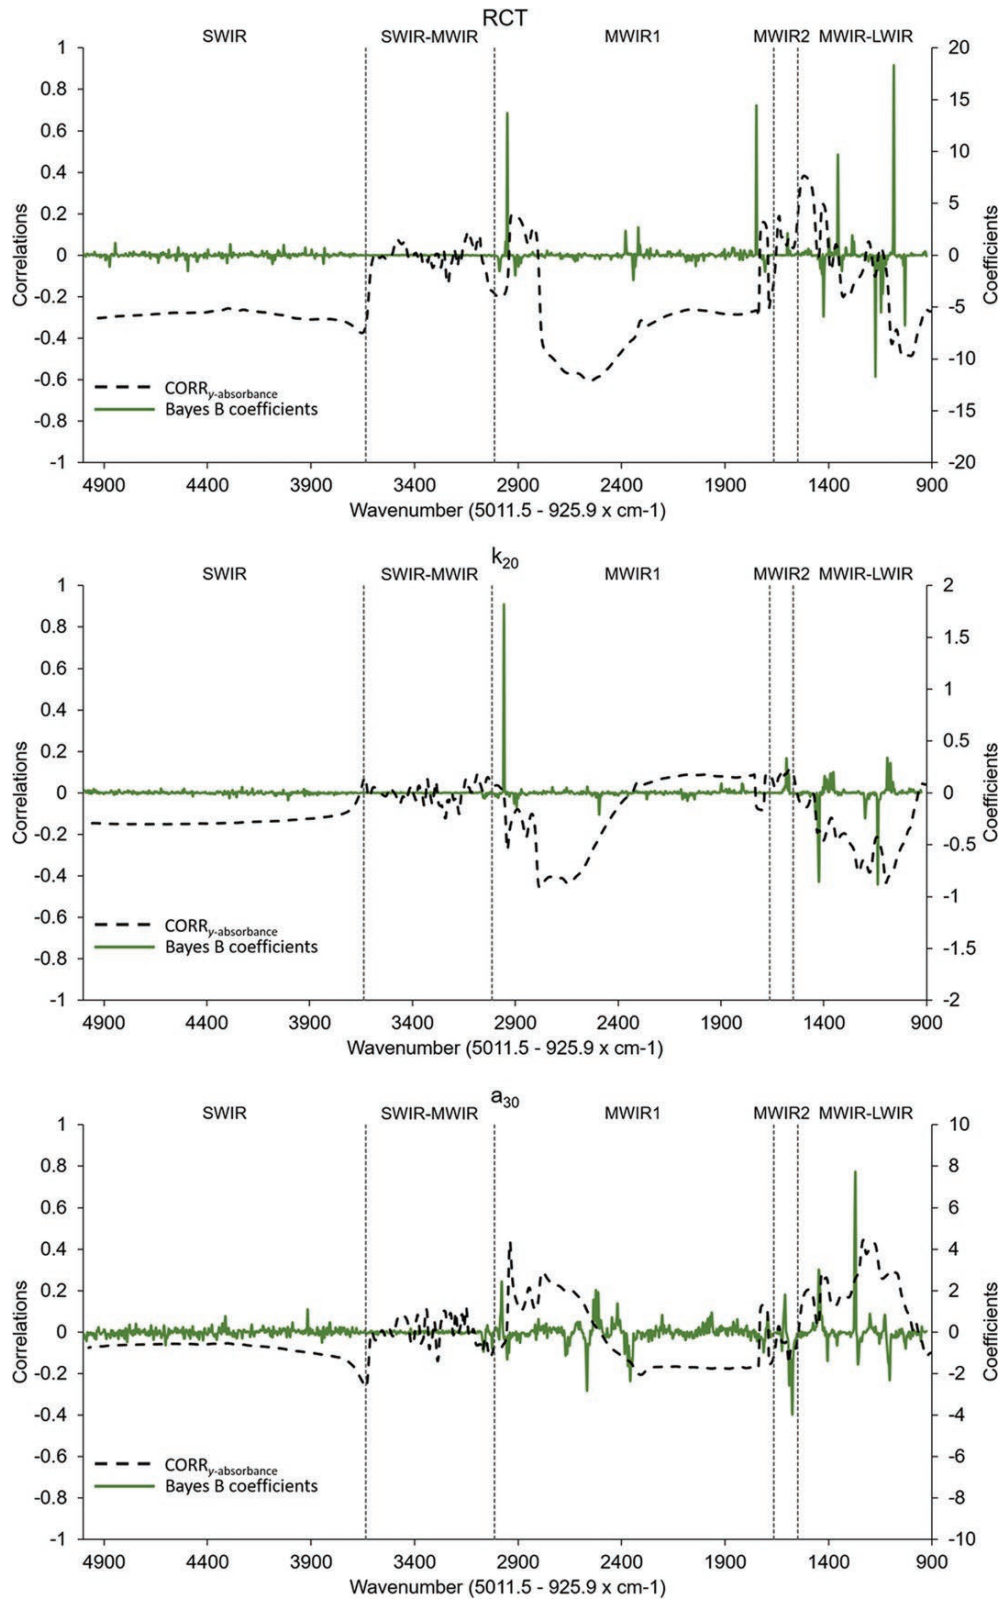 RCT
SWIR SWIR-MWIR MWIR1 MWIR2 MWIR-LWIR
1 20
0.8 15
0.6
0.4 10
0.2 5
0 0
-0.2 -5
-0.4
-0.6 -10
-0.8 -15
-1 -20
Correlations
Coefficients
CORRy-absorbance
Bayes B coefficients
4900 4400 3900 3400 2900 2400 1900 1400 900
Wavenumber (5011.5 - 925.9 x cm-1)
k20
SWIR SWIR-MWIR MWIR1 MWIR2 MWIR-LWIR
1 2
0.8 1.5
0.6
0.4 1
0.2 0.5
0 0
-0.2 -0.5
-0.4
-0.6 -1
-0.8 -1.5
-1 -2
Correlations
Coefficients
CORRy-absorbance
Bayes B coefficients
4900 4400 3900 3400 2900 2400 1900 1400 900
Wavenumber (5011.5 - 925.9 x cm-1)
a30
SWIR SWIR-MWIR MWIR1 MWIR2 MWIR-LWIR
1 10
0.8 8
0.6 6
0.4 4
0.2 2
0 0
-0.2 -2
-0.4 -4
-0.6 -6
-0.8 -8
-1 -10
Correlations
Coefficients
CORRy-absorbance
Bayes B coefficients
4900 4400 3900 3400 2900 2400 1900 1400 900
Wavenumber (5011.5 - 925.9 x cm-1)